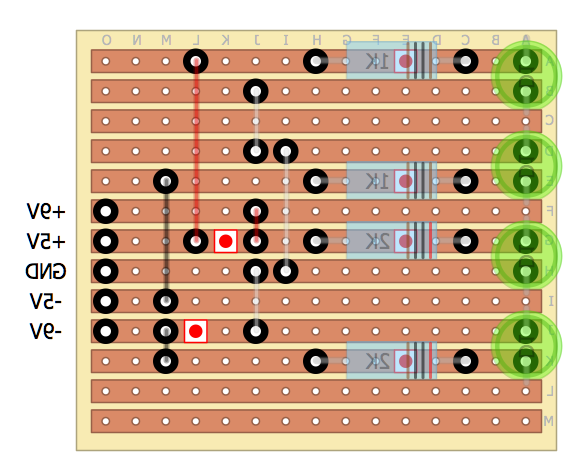 A B C D E F G H I J K L M N O
A 1K
B
C
D
E 1K
F +9V
G 2K +5V
H GND
I -5V
J -9V
K 2K
L
M